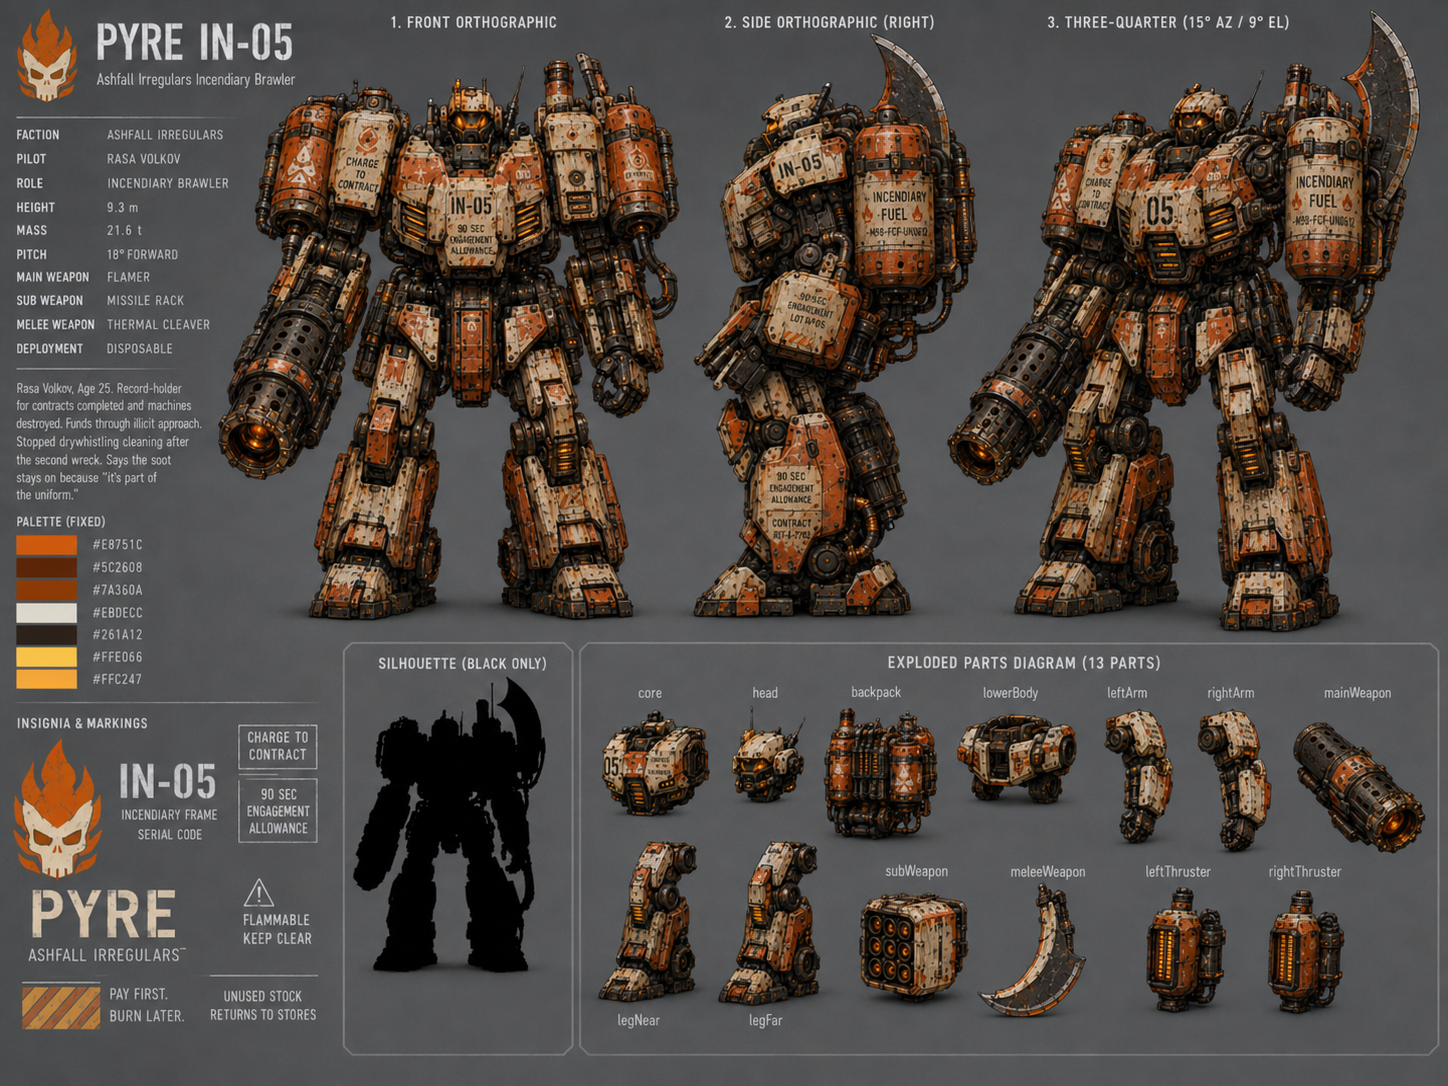 PYRE IN-05
Ashfall Irregulars Incendiary Brawler
FACTION ASHFALL IRREGULARS
PILOT RASA VOLKOV
ROLE INCENDIARY BRAWLER
HEIGHT 9.3 m
MASS 21.6 t
PITCH 18° FORWARD
MAIN WEAPON FLAMER
SUB WEAPON MISSILE RACK
MELEE WEAPON THERMAL CLEAVER
DEPLOYMENT DISPOSABLE
Rasa Volkov, Age 25. Record-holder
for contracts completed and machines
destroyed. Funds through illicit approach.
Stopped drywhistling cleaning after
the second wreck. Says the soot
stays on because "it's part of
the uniform."
PALETTE (FIXED)
#E8751C
#5C2608
#7A360A
#EBDECC
#261A12
#FFE066
#FFC247
INSIGNIA & MARKINGS
IN-05
INCENDIARY FRAME
SERIAL CODE
CHARGE TO
CONTRACT
90 SEC
ENGAGEMENT
ALLOWANCE
PYRE
ASHFALL IRREGULARS
FLAMMABLE
KEEP CLEAR
PAY FIRST.
BURN LATER.
UNUSED STOCK
RETURNS TO STORES
1. FRONT ORTHOGRAPHIC
CHARGE
TO
CONTRACT
IN-05
90 SEC
ENGAGEMENT
ALLOWANCE
2. SIDE ORTHOGRAPHIC (RIGHT)
IN-05
INCENDIARY
FUEL
90 SEC
ENGAGEMENT
90 SEC
ENGAGEMENT
ALLOWANCE
CONTRACT
3. THREE-QUARTER (15° AZ / 9° EL)
CHARGE
TO
CONTRACT
05
INCENDIARY
FUEL
SILHOUETTE (BLACK ONLY)
EXPLODED PARTS DIAGRAM (13 PARTS)
core
head
backpack
lowerBody
leftArm
rightArm
mainWeapon
05
legNear
legFar
subWeapon
meleeWeapon
leftThruster
rightThruster